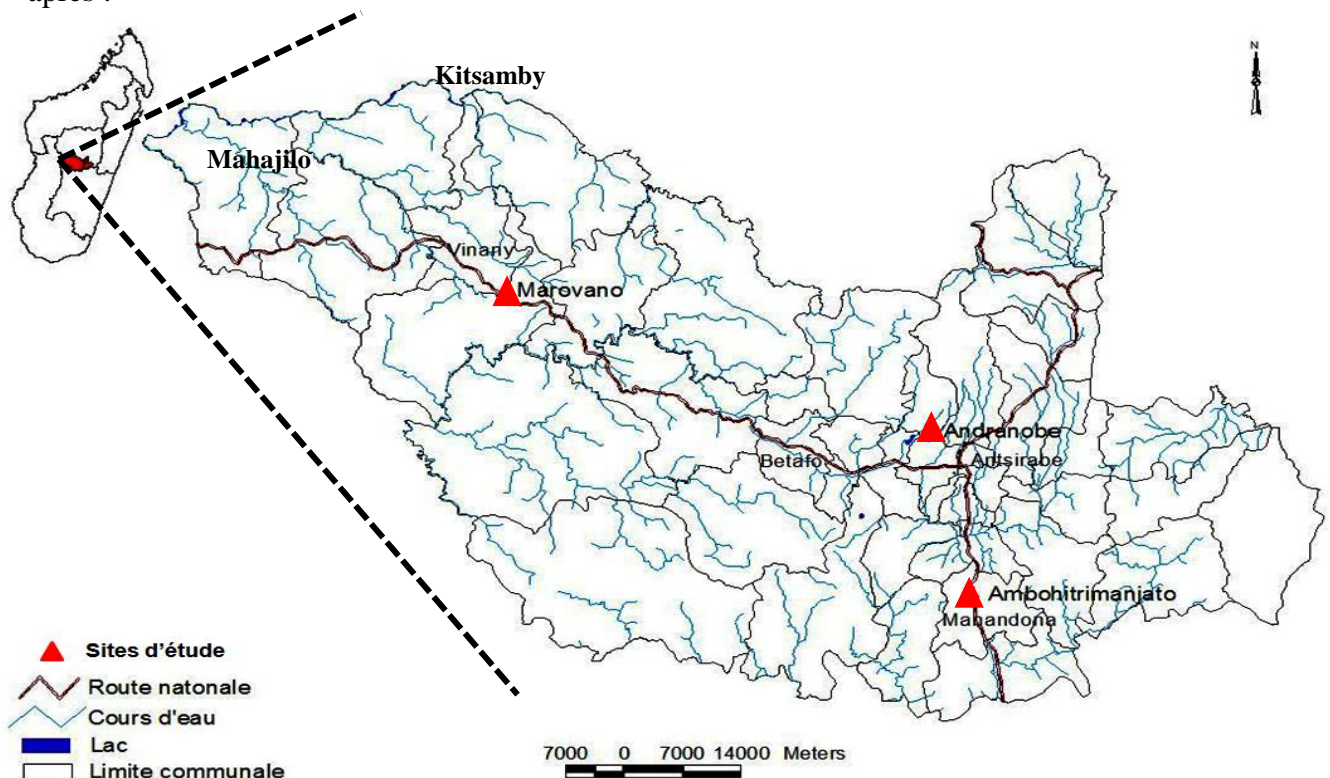 après :
N
Kitsamby
Mahajilo
Vinany
Marovano
Andranobe
Betafo
Antsirabe
Ambohitrimanjato
Mahandona
Sites d'étude
Route natonale
Cours d'eau
Lac
Limite communale
7000 0 7000 14000 Meters